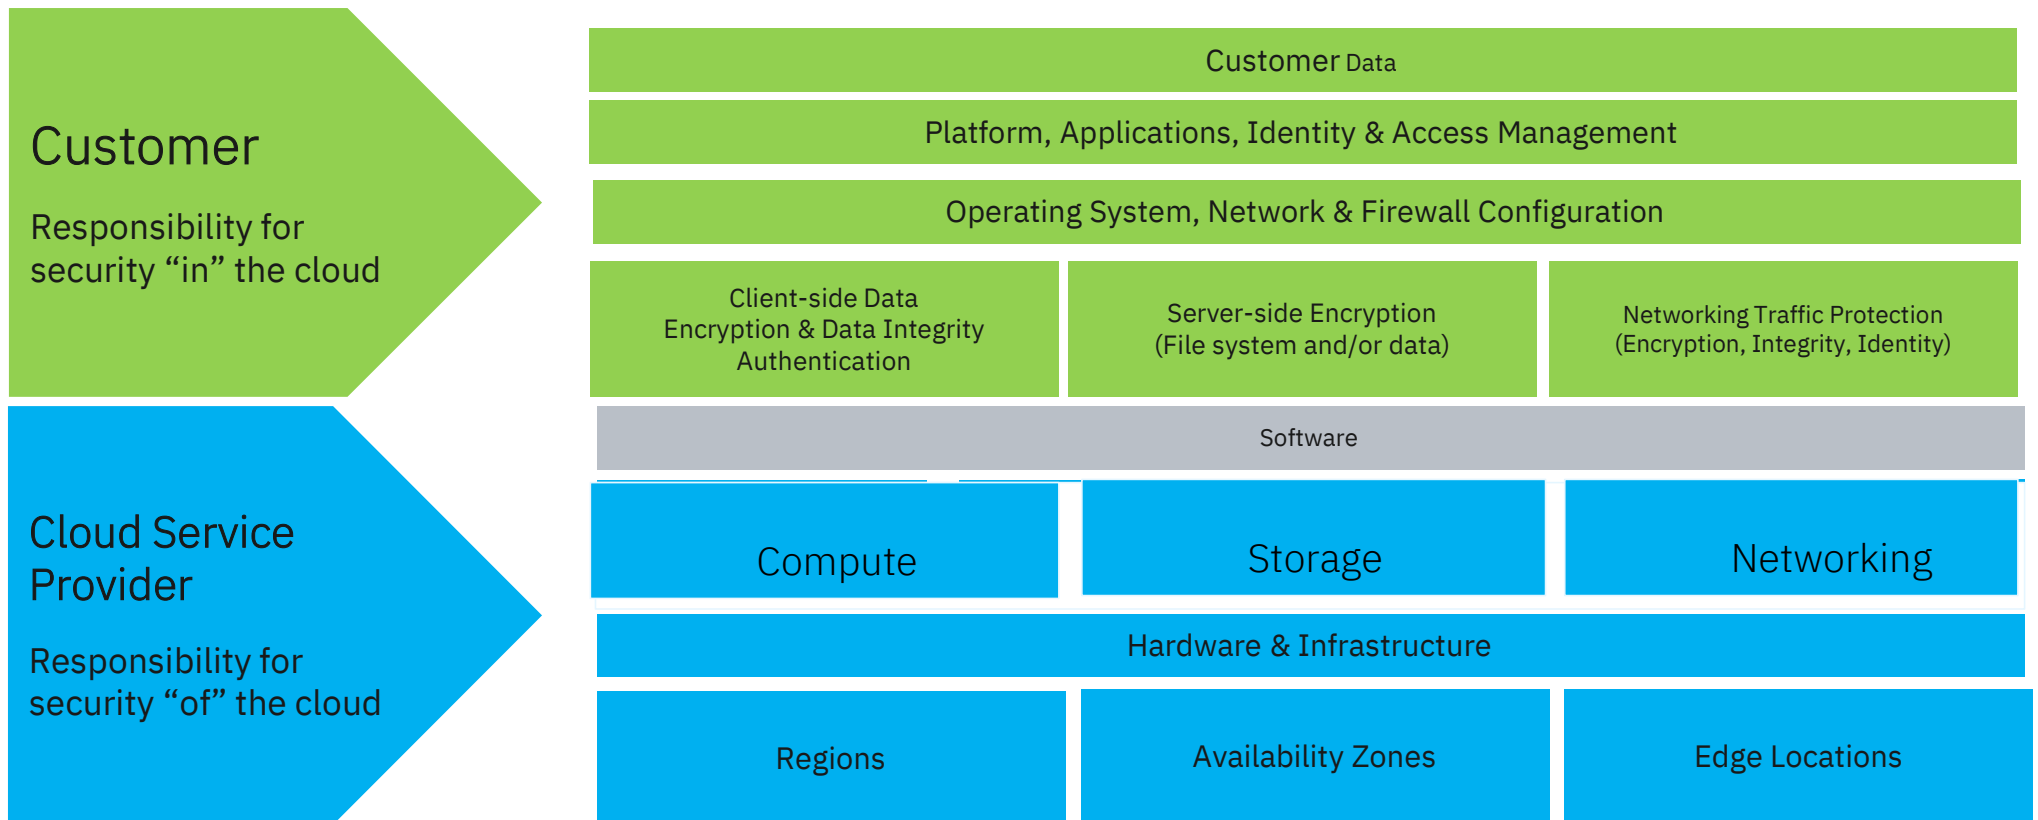 Customer
Responsibility for
security “in” the cloud
Customer Data
Platform, Applications, Identity & Access Management
Operating System, Network & Firewall Configuration
Client-side Data
Encryption & Data Integrity
Authentication
Server-side Encryption
(File system and/or data)
Networking Traffic Protection
(Encryption, Integrity, Identity)
Cloud Service
Provider
Responsibility for
security “of” the cloud
Software
Compute
Storage
Networking
Hardware & Infrastructure
Regions
Availability Zones
Edge Locations